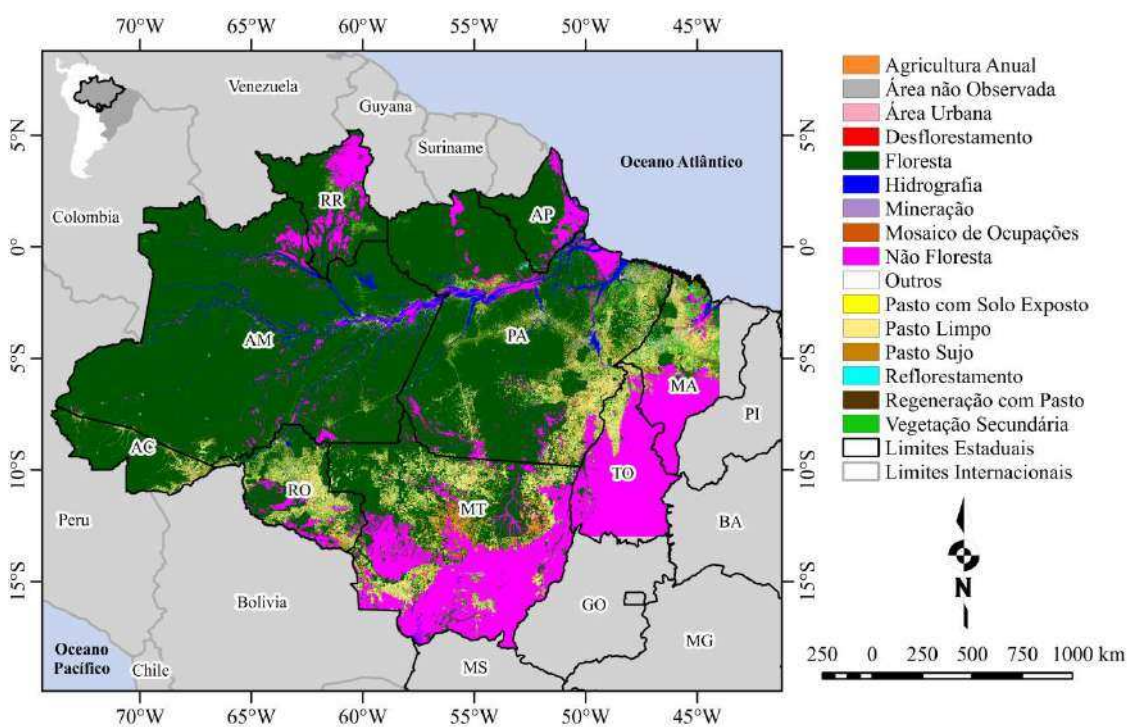 70°W 65°W 60°W 55°W 50°W 45°W
Venezuela
Guyana
Suriname
Oceano Atlântico
Colombia
5°N
5°N
RR
AP
0°
0°
AM
PA
5°S
5°S
MA
PI
AC
10°S
10°S
RO
MT
TO
Peru
BA
15°S
15°S
Bolivia
GO
MG
Oceano
Pacífico
Chile
MS
70°W 65°W 60°W 55°W 50°W 45°W
Agricultura Anual
Área não Observada
Área Urbana
Desflorestamento
Floresta
Hidrografia
Mineração
Mosaico de Ocupações
Não Floresta
Outros
Pasto com Solo Exposto
Pasto Limpo
Pasto Sujo
Reflorestamento
Regeneração com Pasto
Vegetação Secundária
Limites Estaduais
Limites Internacionais
N
250 0 250 500 750 1000 km